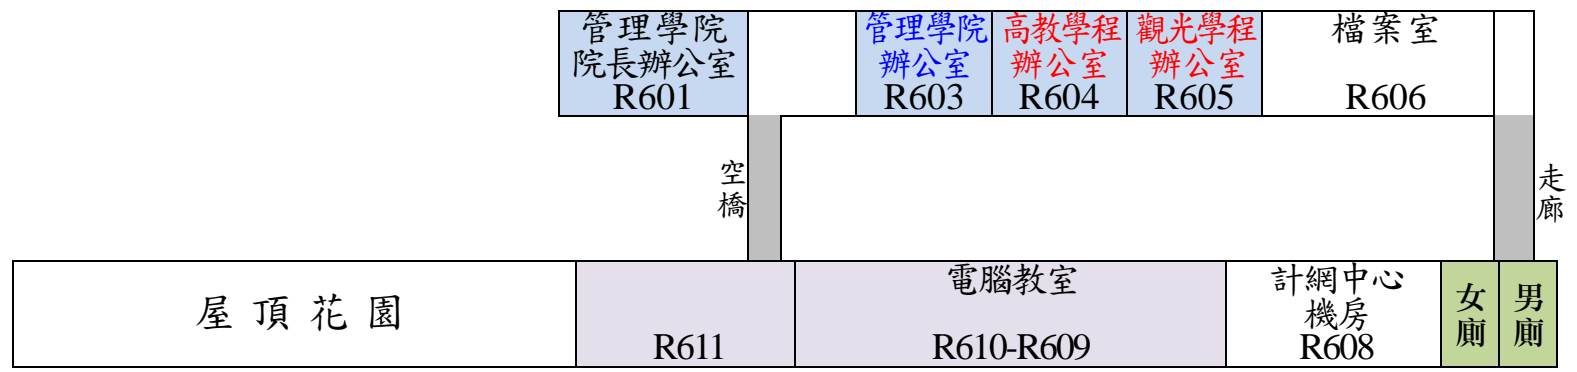 管理學院
院長辦公室
R601
管理學院
辦公室
R603
高教學程
辦公室
R604
觀光學程
辦公室
R605
檔案室
R606
空橋
走廊
屋頂花園
R611
電腦教室
R610-R609
計網中心
機房
R608
女廁
男廁